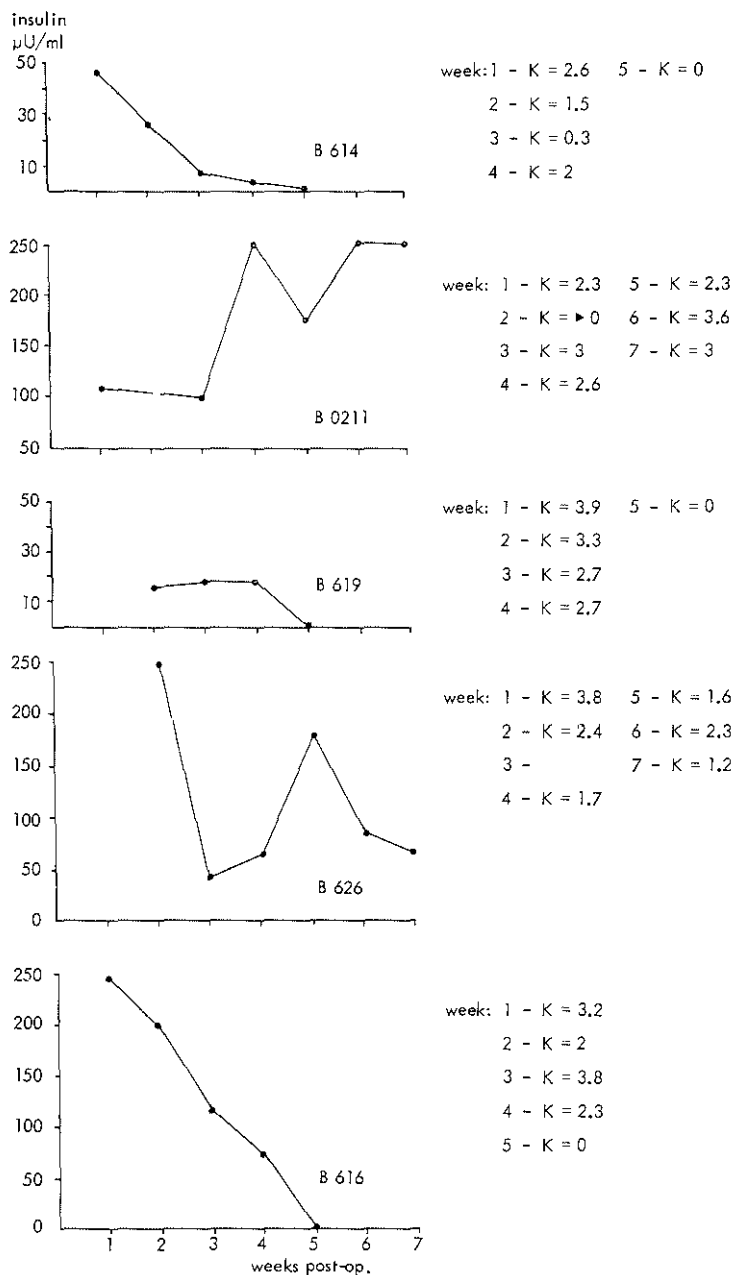 insulin
µU/ml
50
30
10
B 614
week: 1 - K = 2.6 5 - K = 0
2 - K = 1.5
3 - K = 0.3
4 - K = 2
250
200
150
100
50
B 0211
week: 1 - K = 2.3 5 - K = 2.3
2 - K = ► 0 6 - K = 3.6
3 - K = 3 7 - K = 3
4 - K = 2.6
50
30
10
B 619
week: 1 - K = 3.9 5 - K = 0
2 - K = 3.3
3 - K = 2.7
4 - K = 2.7
250
200
150
100
50
0
B 626
week: 1 - K = 3.8 5 - K = 1.6
2 - K = 2.4 6 - K = 2.3
3 - 7 - K = 1.2
4 - K = 1.7
250
200
150
100
50
0
B 616
week: 1 - K = 3.2
2 - K = 2
3 - K = 3.8
4 - K = 2.3
5 - K = 0
1 2 3 4 5 6 7
weeks post-op.